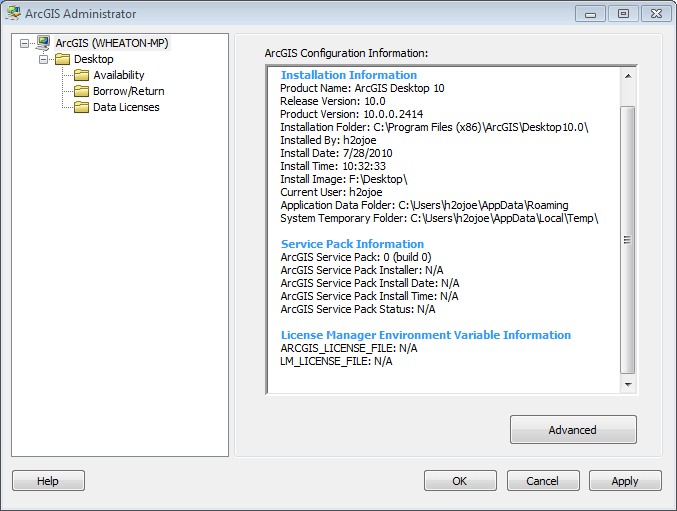 ArcGIS Administrator
ArcGIS (WHEATON-MP)
Desktop
Availability
Borrow/Return
Data Licenses
ArcGIS Configuration Information:
Installation Information
Product Name: ArcGIS Desktop 10
Release Version: 10.0
Product Version: 10.0.0.2414
Installation Folder: C:\Program Files (x86)\ArcGIS\Desktop10.0\
Installed By: h2ojoe
Install Date: 7/28/2010
Install Time: 10:32:33
Install Image: F:\Desktop\
Current User: h2ojoe
Application Data Folder: C:\Users\h2ojoe\AppData\Roaming
System Temporary Folder: C:\Users\h2ojoe\AppData\Local\Temp\
Service Pack Information
ArcGIS Service Pack: 0 (build 0)
ArcGIS Service Pack Installer: N/A
ArcGIS Service Pack Install Date: N/A
ArcGIS Service Pack Install Time: N/A
ArcGIS Service Pack Status: N/A
License Manager Environment Variable Information
ARCGIS_LICENSE_FILE: N/A
LM_LICENSE_FILE: N/A
Advanced
Help
OK
Cancel
Apply